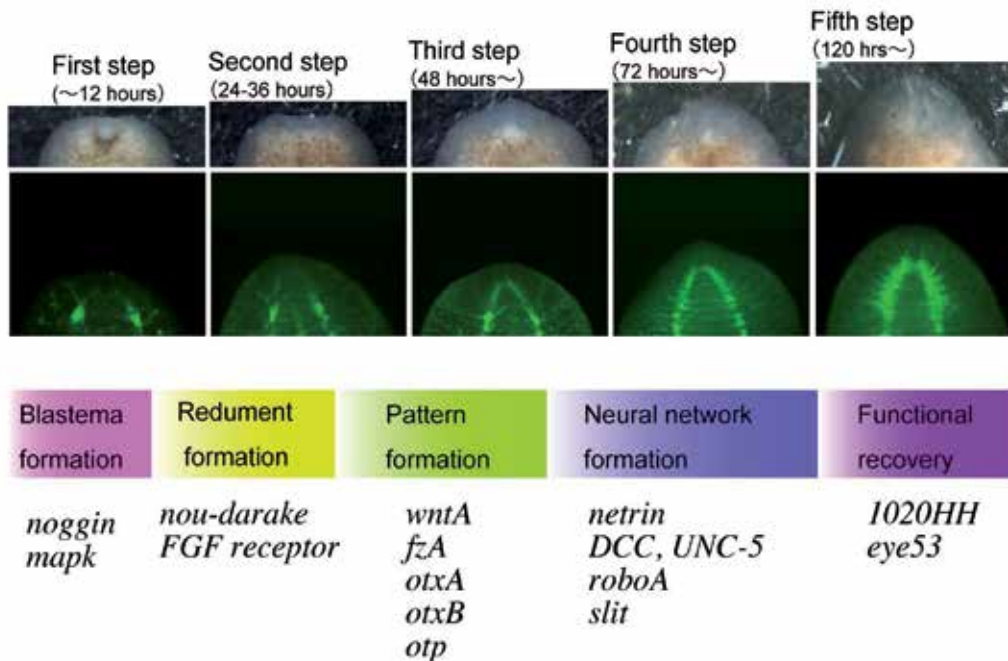 First step
(~12 hours)
Second step
(24-36 hours)
Third step
(48 hours~)
Fourth step
(72 hours~)
Fifth step
(120 hrs~)
Blastema
formation
Redument
formation
Pattern
formation
Neural network
formation
Functional
recovery
noggin
mapk
nou-darake
FGF receptor
wntA
fzA
otxA
otxB
otp
netrin
DCC, UNC-5
roboA
slit
1020HH
eye53